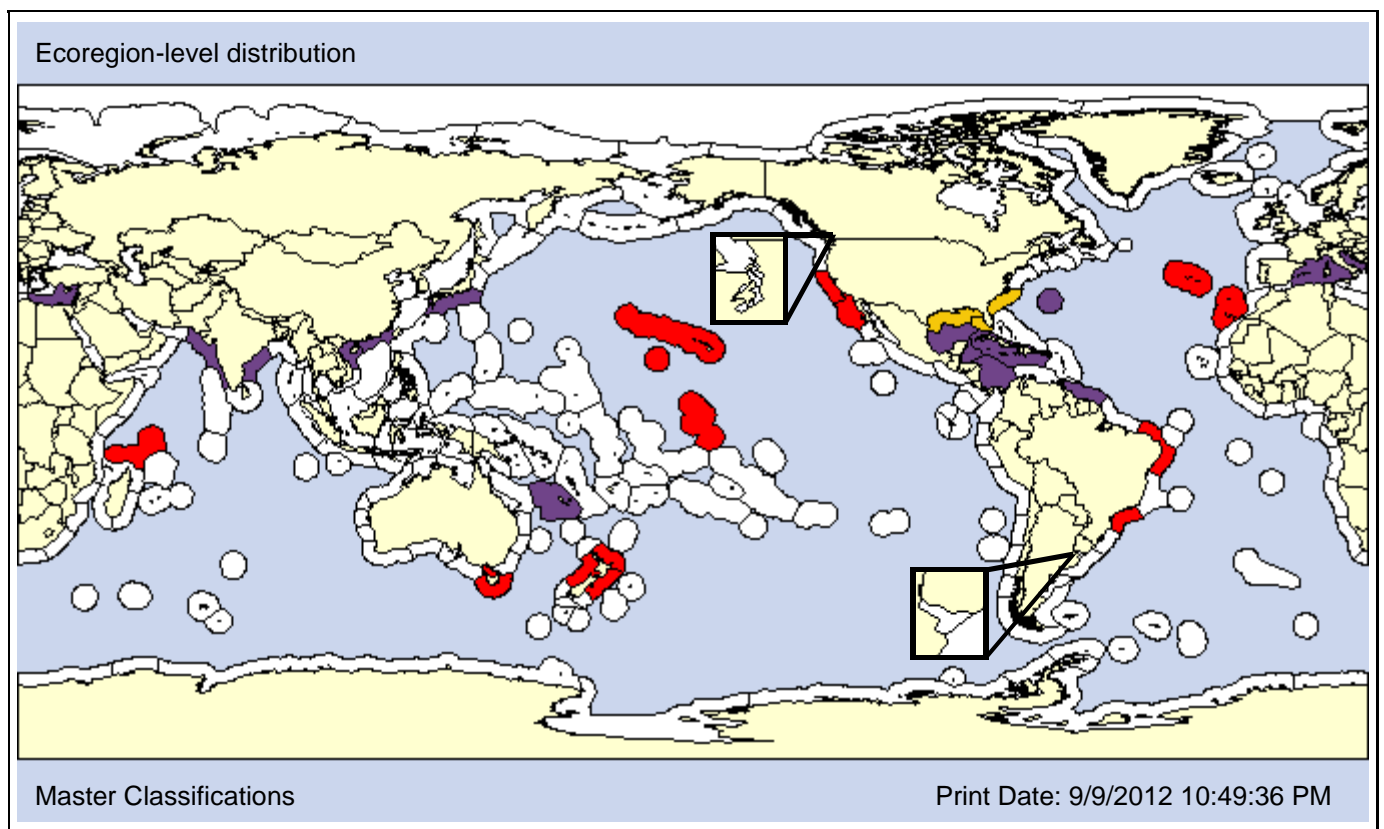 Ecoregion-level distribution
Master Classifications
Print Date: 9/9/2012 10:49:36 PM